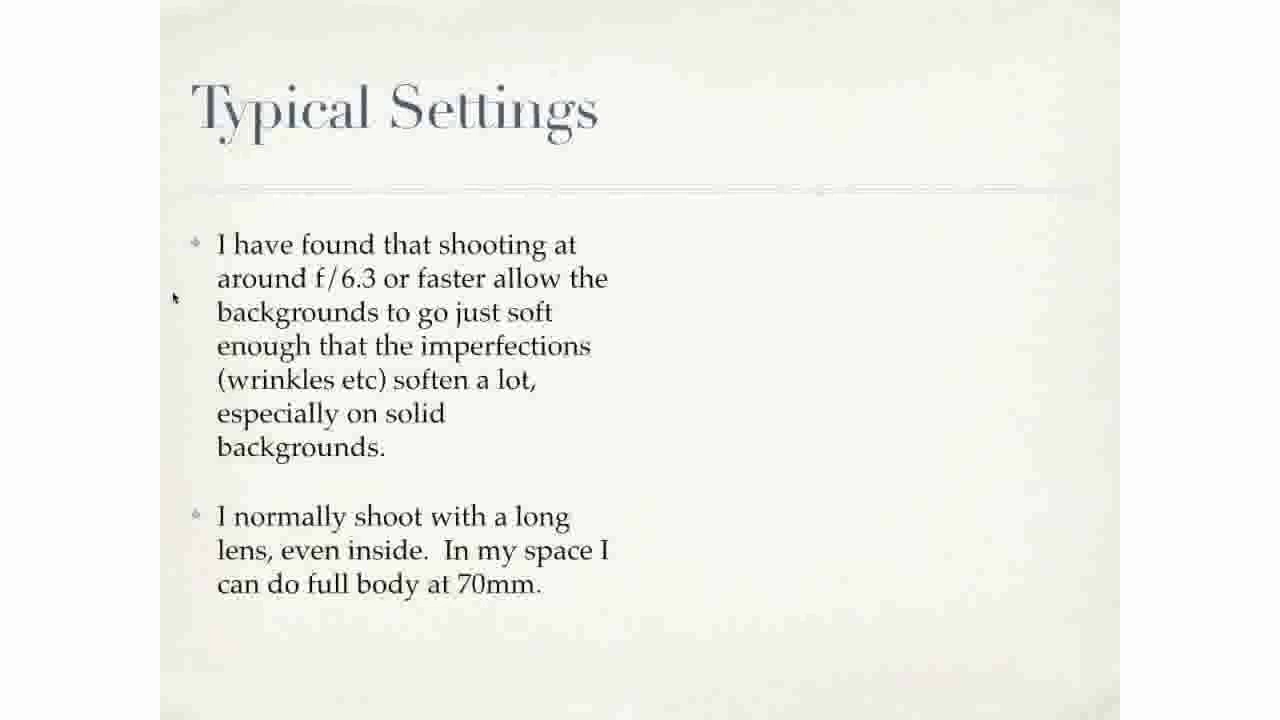 Typical Settings
I have found that shooting at
around f/6.3 or faster allow the
backgrounds to go just soft
enough that the imperfections
(wrinkles etc) soften a lot,
especially on solid
backgrounds.
I normally shoot with a long
lens, even inside.  In my space I
can do full body at 70mm.